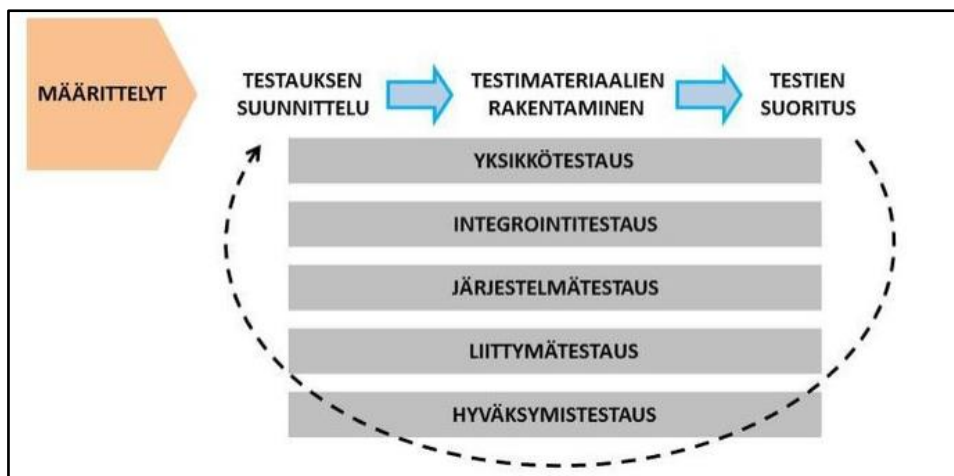 MÄÄRITTELYT
TESTAUKSEN
SUUNNITTELU
TESTIMATERIAALIEN
RAKENTAMINEN
TESTIEN
SUORITUS
YKSIKKÖTESTAUS
INTEGROINTITESTAUS
JÄRJESTELMÄTESTAUS
LIITTYMÄTESTAUS
HYVÄKSYMISTESTAUS